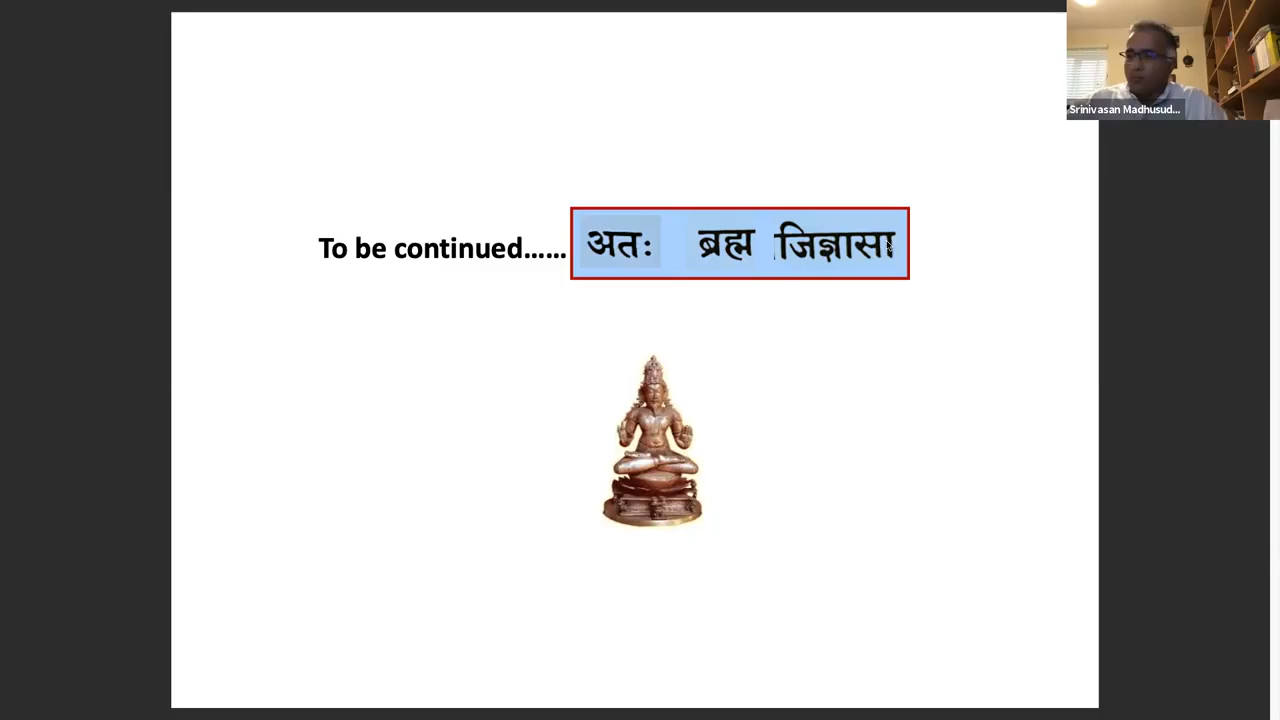 To be continued...... अतः ब्रह्म जिज्ञासा
Srinivasan Madhusud...